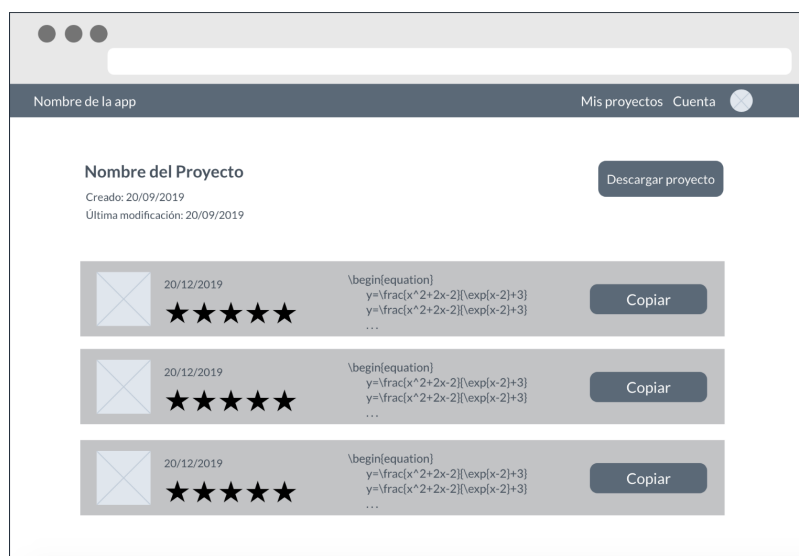 Nombre de la app
Mis proyectos Cuenta
Nombre del Proyecto
Descargar proyecto
Creado: 20/09/2019
Última modificación: 20/09/2019
20/12/2019
\begin{equation}
y=\frac{x^2+2x-2}{\exp{x-2}+3}
y=\frac{x^2+2x-2}{\exp{x-2}+3}
...
Copiar
20/12/2019
\begin{equation}
y=\frac{x^2+2x-2}{\exp{x-2}+3}
y=\frac{x^2+2x-2}{\exp{x-2}+3}
...
Copiar
20/12/2019
\begin{equation}
y=\frac{x^2+2x-2}{\exp{x-2}+3}
y=\frac{x^2+2x-2}{\exp{x-2}+3}
...
Copiar